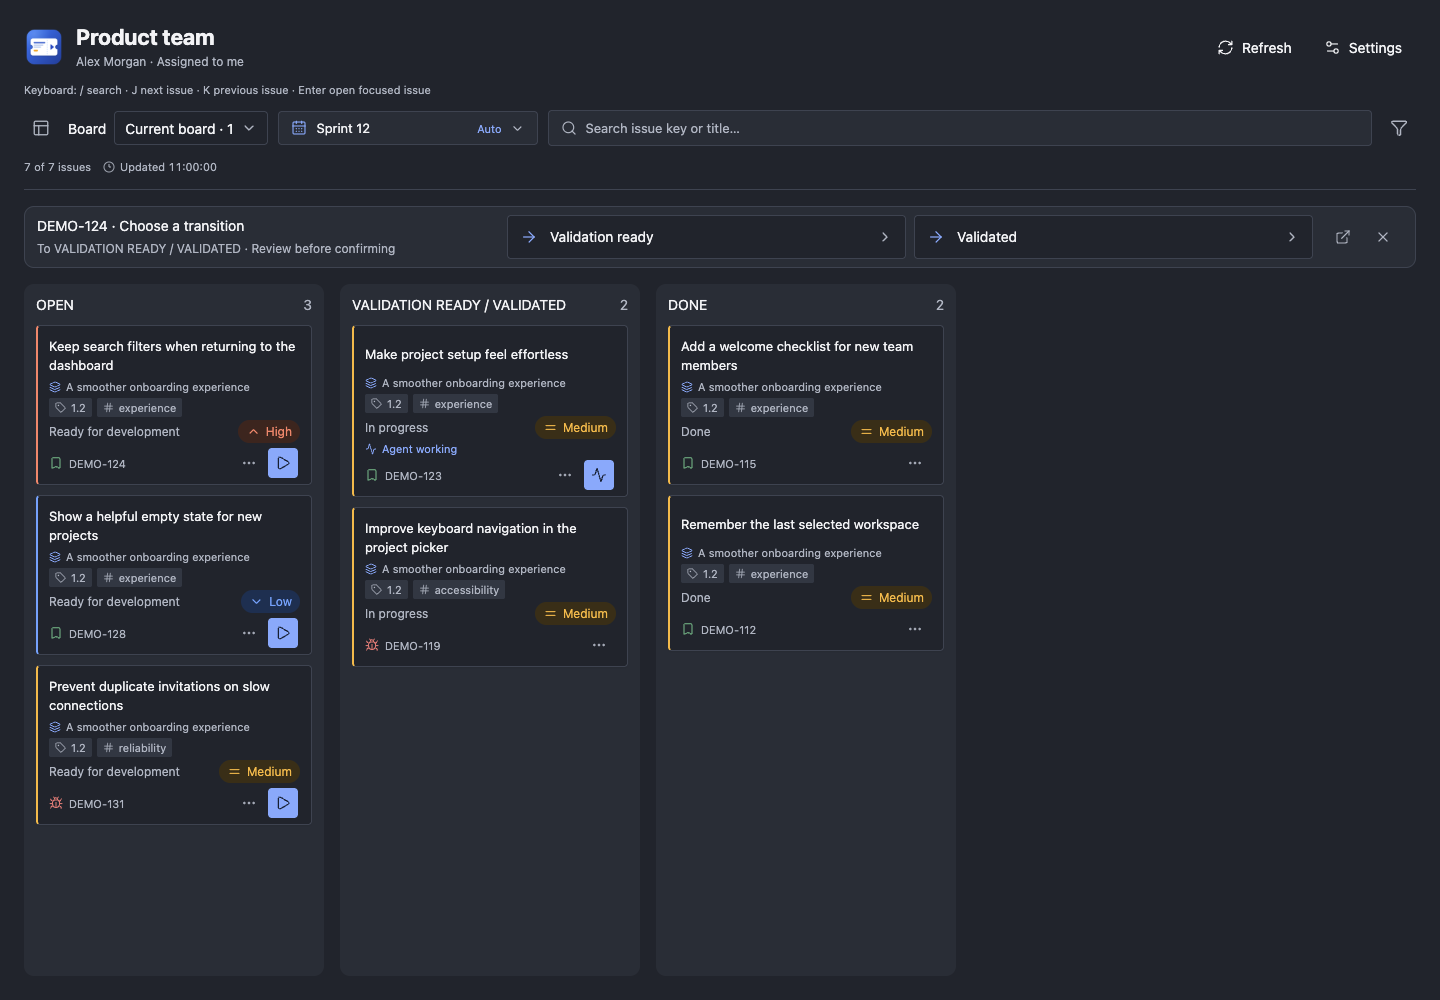 Product team
Alex Morgan · Assigned to me
Refresh
Settings
Keyboard: / search · J next issue · K previous issue · Enter open focused issue
Board
Current board · 1
Sprint 12
Auto
Search issue key or title...
7 of 7 issues
Updated 11:00:00
DEMO-124 · Choose a transition
To VALIDATION READY / VALIDATED · Review before confirming
Validation ready
Validated
OPEN
3
Keep search filters when returning to the
dashboard
A smoother onboarding experience
1.2
# experience
Ready for development
High
DEMO-124
Show a helpful empty state for new
projects
A smoother onboarding experience
1.2
# experience
Ready for development
Low
DEMO-128
Prevent duplicate invitations on slow
connections
A smoother onboarding experience
1.2
# reliability
Ready for development
Medium
DEMO-131
VALIDATION READY / VALIDATED
2
Make project setup feel effortless
A smoother onboarding experience
1.2
# experience
In progress
Medium
Agent working
DEMO-123
Improve keyboard navigation in the
project picker
A smoother onboarding experience
1.2
# accessibility
In progress
Medium
DEMO-119
DONE
2
Add a welcome checklist for new team
members
A smoother onboarding experience
1.2
# experience
Done
Medium
DEMO-115
Remember the last selected workspace
A smoother onboarding experience
1.2
# experience
Done
Medium
DEMO-112